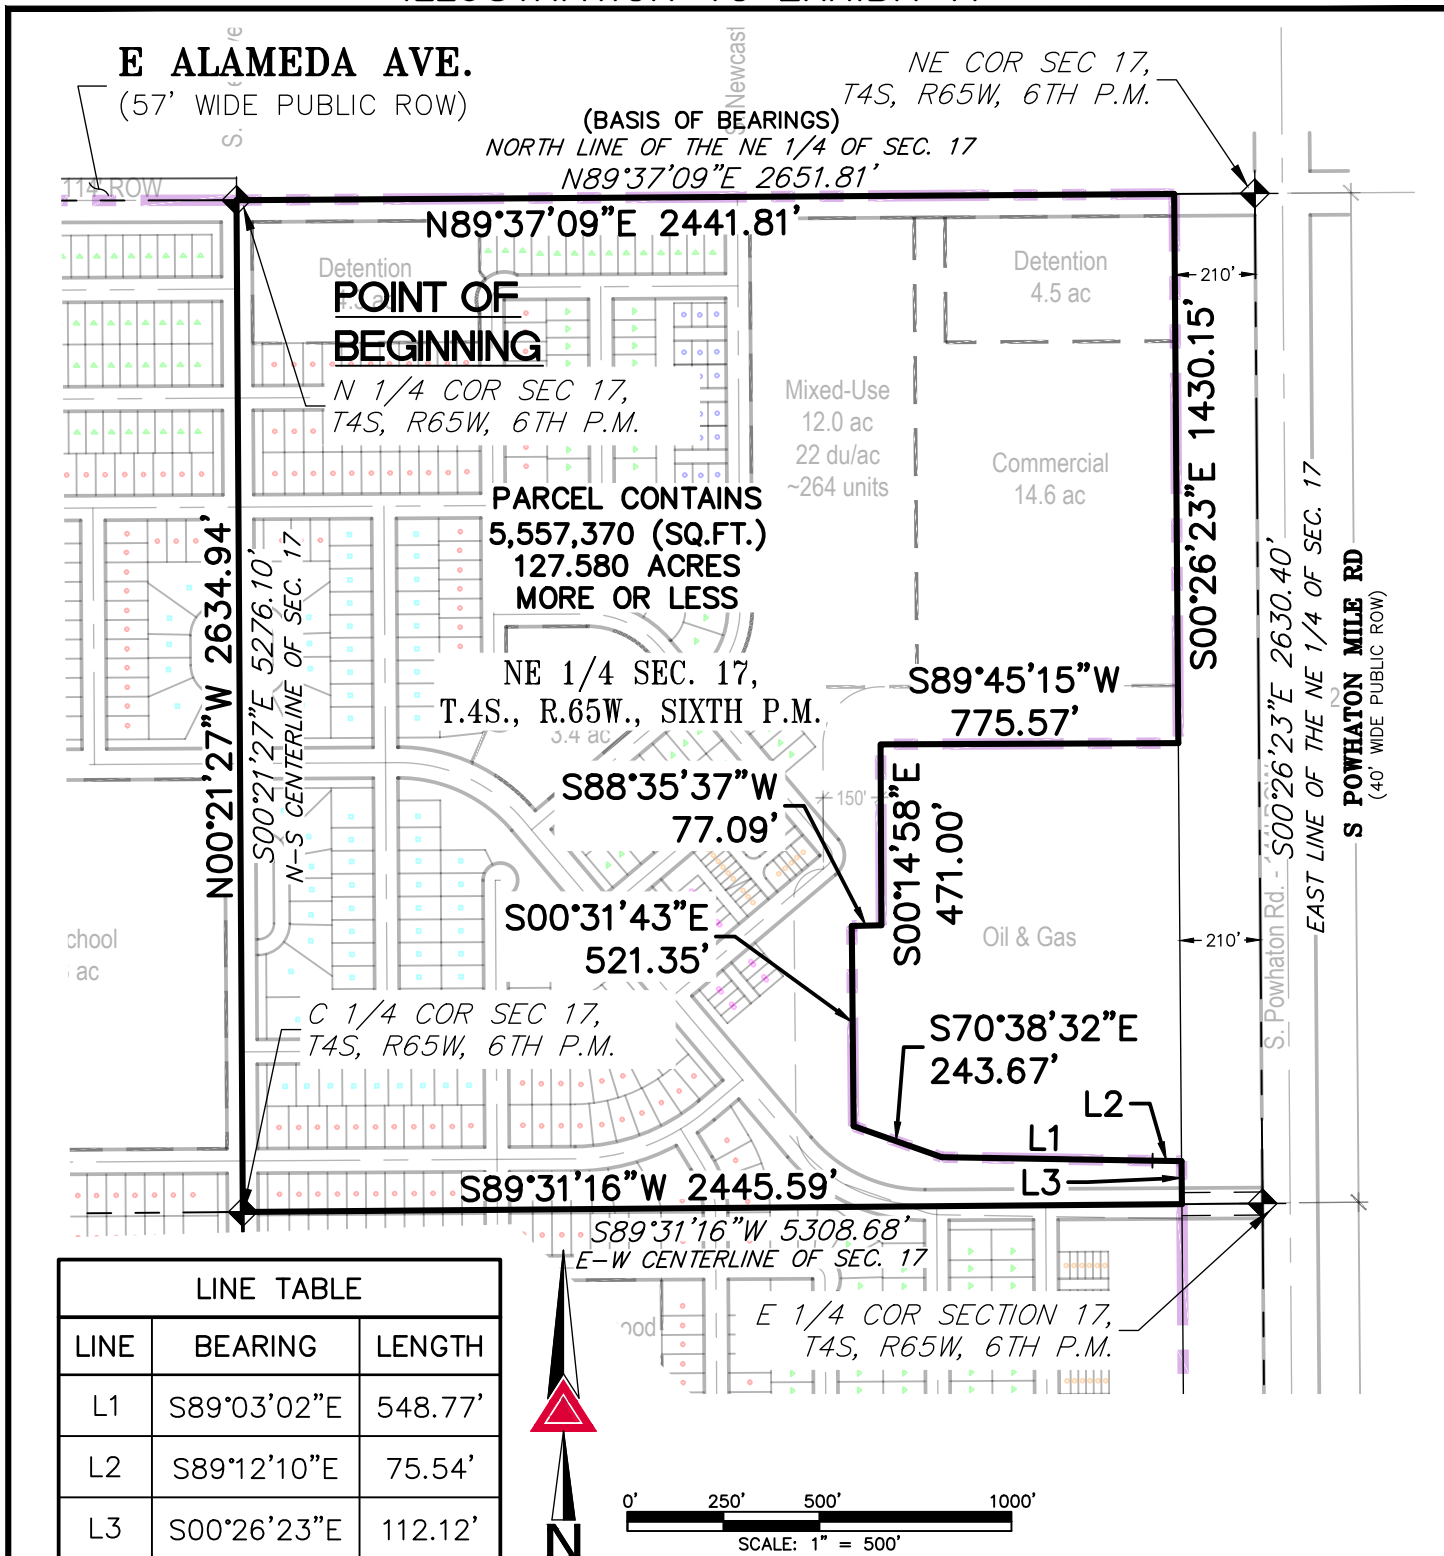 E ALAMEDA AVE.
(57' WIDE PUBLIC ROW)
NE COR SEC 17,
T4S, R65W, 6TH P.M.
S. Newcast
(BASIS OF BEARINGS)
NORTH LINE OF THE NE 1/4 OF SEC. 17
N89°37'09"E 2651.81'
114' ROW
N89°37'09"E 2441.81'
Detention
POINT OF
BEGINNING
N 1/4 COR SEC 17,
T4S, R65W, 6TH P.M.
Detention
4.5 ac
210'
Mixed-Use
12.0 ac
22 du/ac
~264 units
Commercial
14.6 ac
S00°26'23"E 1430.15'
PARCEL CONTAINS
5,557,370 (SQ.FT.)
127.580 ACRES
MORE OR LESS
N00°21'27"W 2634.94'
S00°21'27"E 5276.10'
N-S CENTERLINE OF SEC. 17
NE 1/4 SEC. 17,
T.4S., R.65W., SIXTH P.M.
3.4 ac
S89°45'15"W
775.57'
S00°26'23"E 2630.40'
EAST LINE OF THE NE 1/4 OF SEC. 17
S POWHATON MILE RD
(40' WIDE PUBLIC ROW)
S. Powhaton Rd. -
S88°35'37"W
77.09'
150'
S00°14'58"E
471.00'
S00°31'43"E
521.35'
Oil & Gas
210'
chool
ac
C 1/4 COR SEC 17,
T4S, R65W, 6TH P.M.
S70°38'32"E
243.67'
L2
L1
L3
S89°31'16"W 2445.59'
S89°31'16"W 5308.68'
E-W CENTERLINE OF SEC. 17
E 1/4 COR SECTION 17,
T4S, R65W, 6TH P.M.
LINE TABLE
LINE BEARING LENGTH
L1 S89°03'02"E 548.77'
L2 S89°12'10"E 75.54'
L3 S00°26'23"E 112.12'
N
0' 250' 500' 1000'
SCALE: 1" = 500'